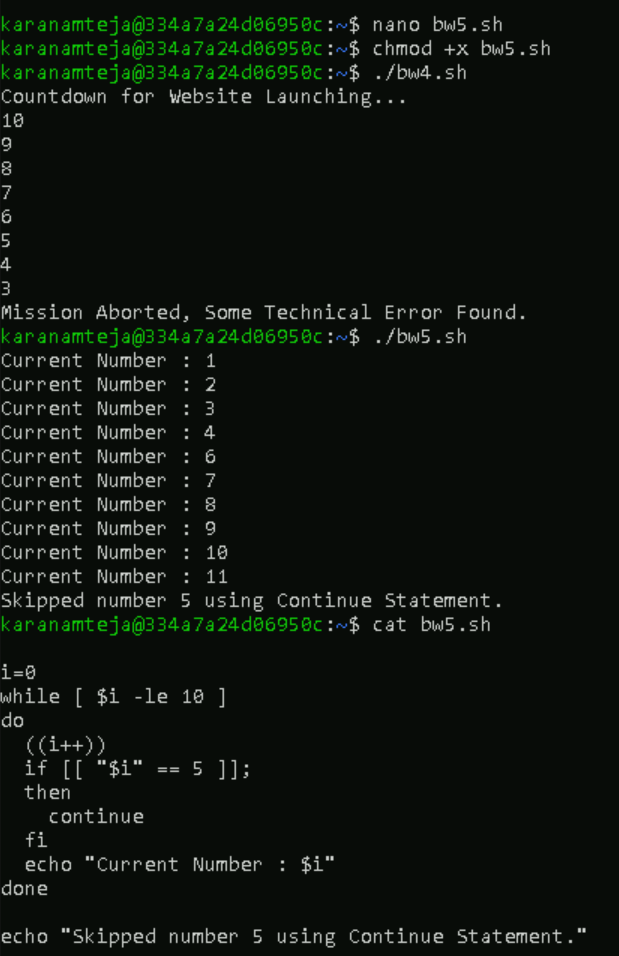 karanamteja@334a7a24d06950c:~$ nano bw5.sh
karanamteja@334a7a24d06950c:~$ chmod +x bw5.sh
karanamteja@334a7a24d06950c:~$ ./bw4.sh
Countdown for Website Launching...
10
9
8
7
6
5
4
3
Mission Aborted, Some Technical Error Found.
karanamteja@334a7a24d06950c:~$ ./bw5.sh
Current Number : 1
Current Number : 2
Current Number : 3
Current Number : 4
Current Number : 6
Current Number : 7
Current Number : 8
Current Number : 9
Current Number : 10
Current Number : 11
Skipped number 5 using Continue Statement.
karanamteja@334a7a24d06950c:~$ cat bw5.sh

i=0
while [ $i -le 10 ]
do
  ((i++))
  if [[ "$i" == 5 ]];
  then
    continue
  fi
  echo "Current Number : $i"
done

echo "Skipped number 5 using Continue Statement."